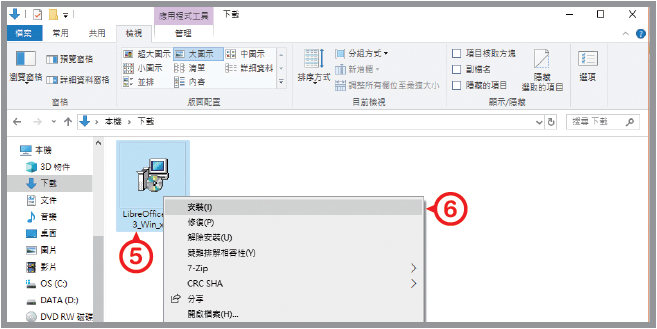 應用程式工具 下載
檔案 常用 共用 檢視 管理
瀏覽窗格
預覽窗格
詳細資料窗格
窗格
超大圖示 大圖示 中圖示
小圖示 清單 詳細資料
並排 內容
版面配置
排序方式
分組方式
新增欄
調整所有欄位至最適大小
目前檢視
項目核取方塊
副檔名
隱藏的項目
隱藏
選取的項目
顯示/隱藏
選項
本機 > 下載
搜尋 下載
本機
3D 物件
下載
文件
音樂
桌面
圖片
影片
OS (C:)
DATA (D:)
DVD RW 磁碟
LibreOffice
3_Win_x
5
安裝(I)
6
修復(P)
解除安裝(U)
疑難排解相容性(Y)
7-Zip
CRC SHA
分享
開啟檔案(H)...